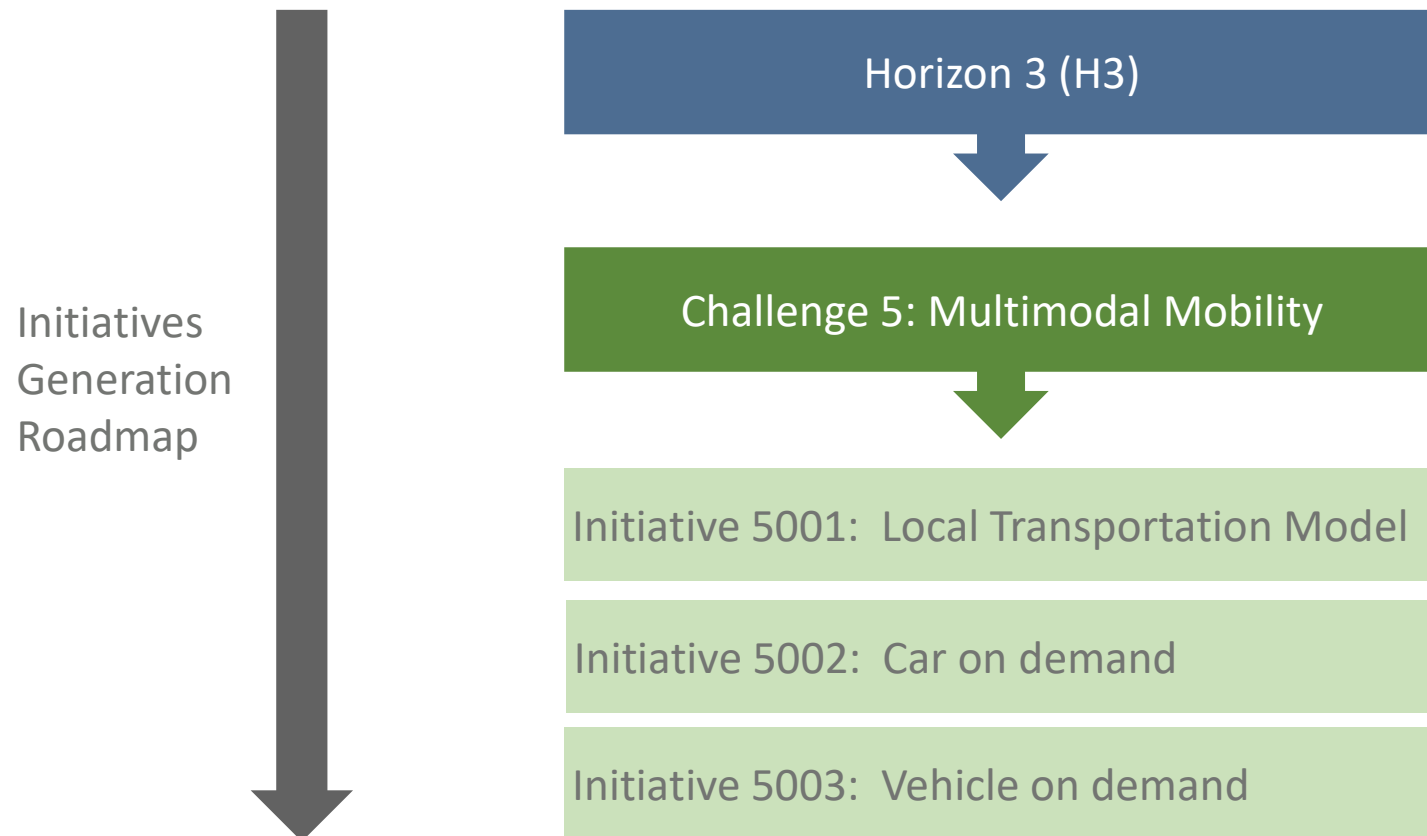 Horizon 3 (H3)
Challenge 5: Multimodal Mobility
Initiatives
Generation
Roadmap
Initiative 5001:  Local Transportation Model
Initiative 5002:  Car on demand
Initiative 5003:  Vehicle on demand